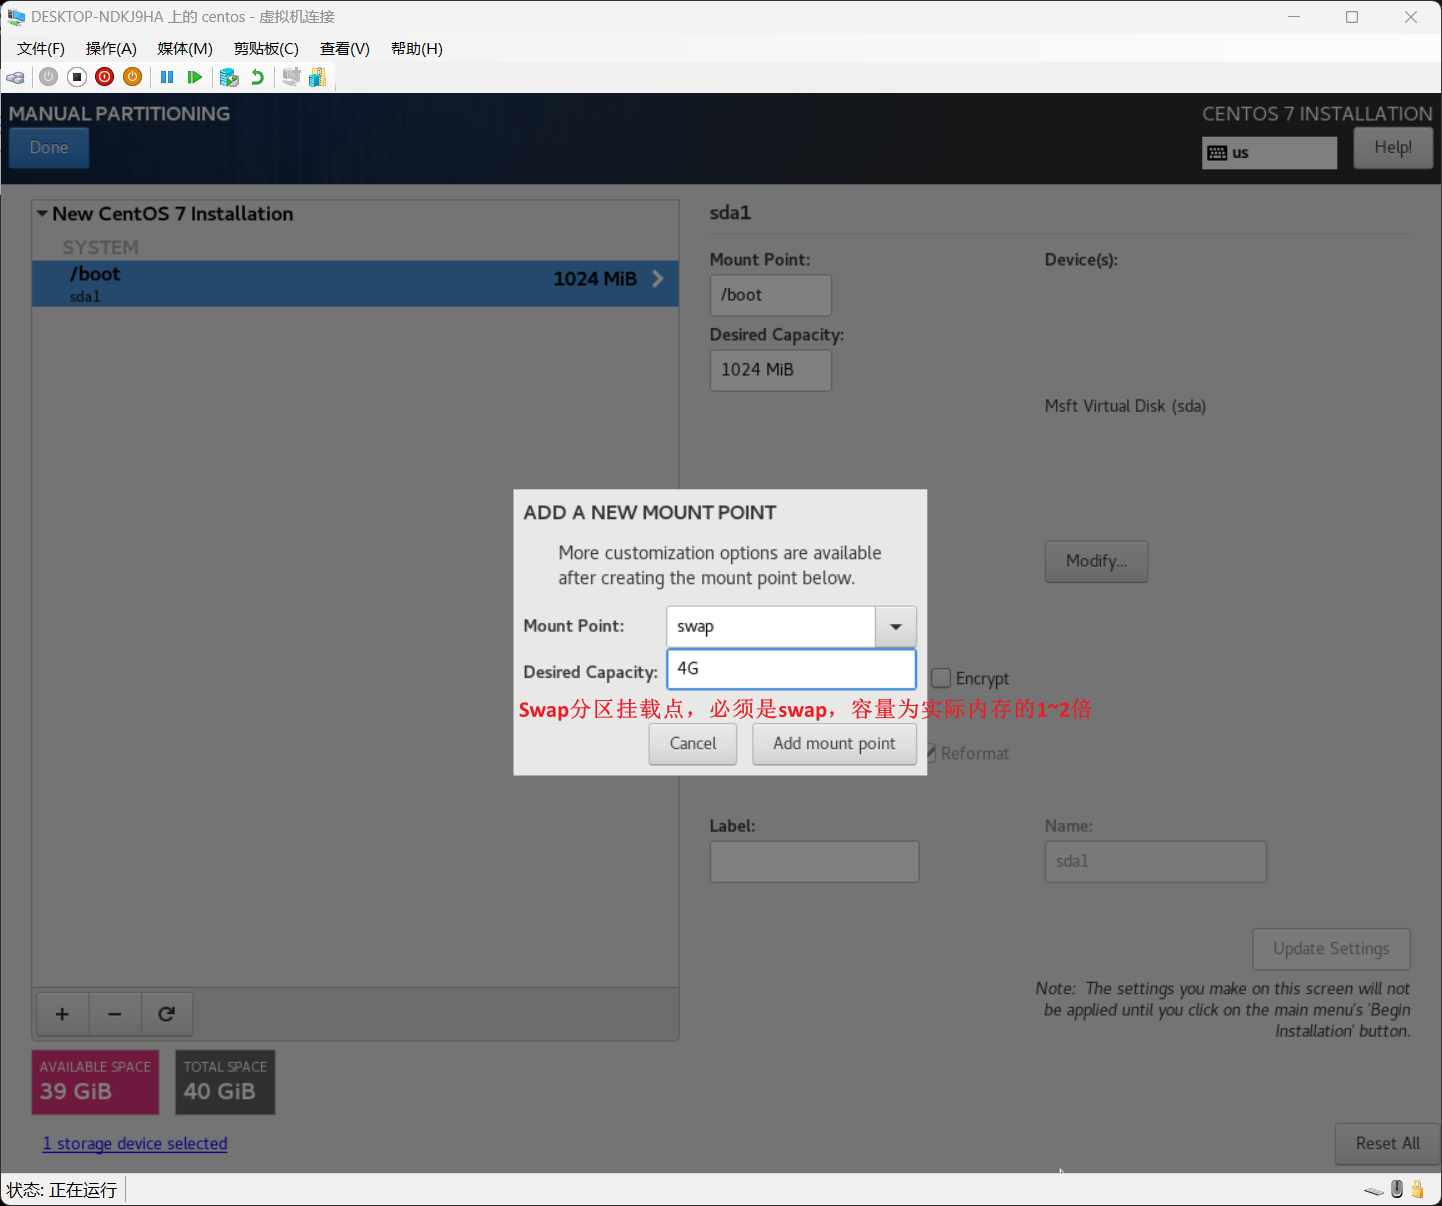 DESKTOP-NDKJ9HA 上的 centos - 虚拟机连接
文件(F) 操作(A) 媒体(M) 剪贴板(C) 查看(V) 帮助(H)
MANUAL PARTITIONING
CENTOS 7 INSTALLATION
Done
us
Help!
New CentOS 7 Installation
SYSTEM
/boot
1024 MiB
sda1
sda1
Mount Point:
Device(s):
/boot
Desired Capacity:
1024 MiB
Msft Virtual Disk (sda)
Modify...
ADD A NEW MOUNT POINT
More customization options are available
after creating the mount point below.
Mount Point:
swap
Desired Capacity:
4G
Encrypt
Swap分区挂载点，必须是swap，容量为实际内存的1~2倍
Cancel
Add mount point
Reformat
Label:
Name:
sda1
Update Settings
Note: The settings you make on this screen will not
be applied until you click on the main menu's 'Begin
Installation' button.
+ −
AVAILABLE SPACE
39 GiB
TOTAL SPACE
40 GiB
1 storage device selected
Reset All
状态: 正在运行